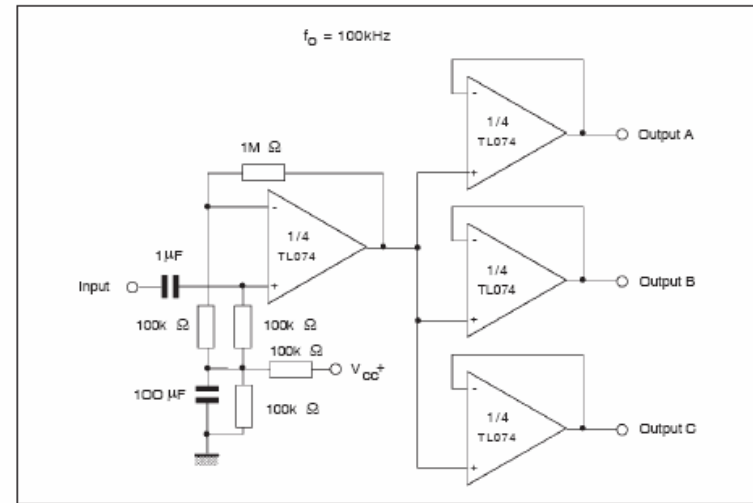 fO = 100kHz
1/4
TL074
-
+
Output A
1M Ω
-
+
1/4
TL074
1/4
TL074
-
+
Output B
1µF
Input
100k Ω
100k Ω
100k Ω
VCC+
100 µF
100k Ω
1/4
TL074
-
+
Output C